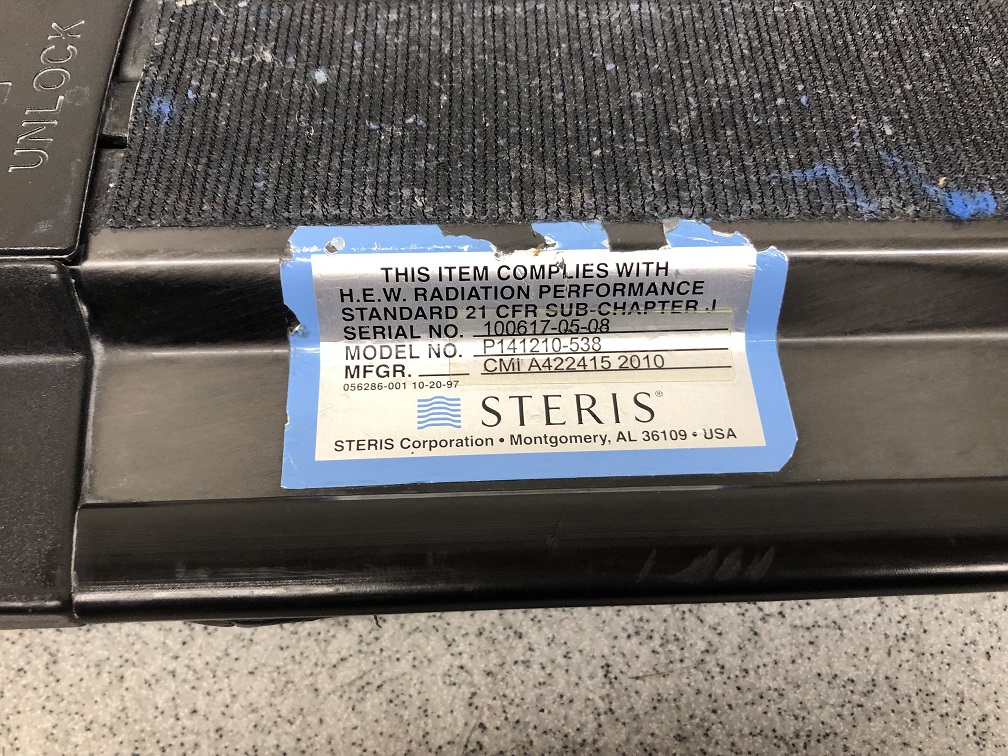 UNLOCK
THIS ITEM COMPLIES WITH
H.E.W. RADIATION PERFORMANCE
STANDARD 21 CFR SUB-CHAPTER J
SERIAL NO. 100617-05-08
MODEL NO. P141210-538
MFGR. CMI A422415 2010
056286-001 10-20-97
STERIS®
STERIS Corporation • Montgomery, AL 36109 • USA